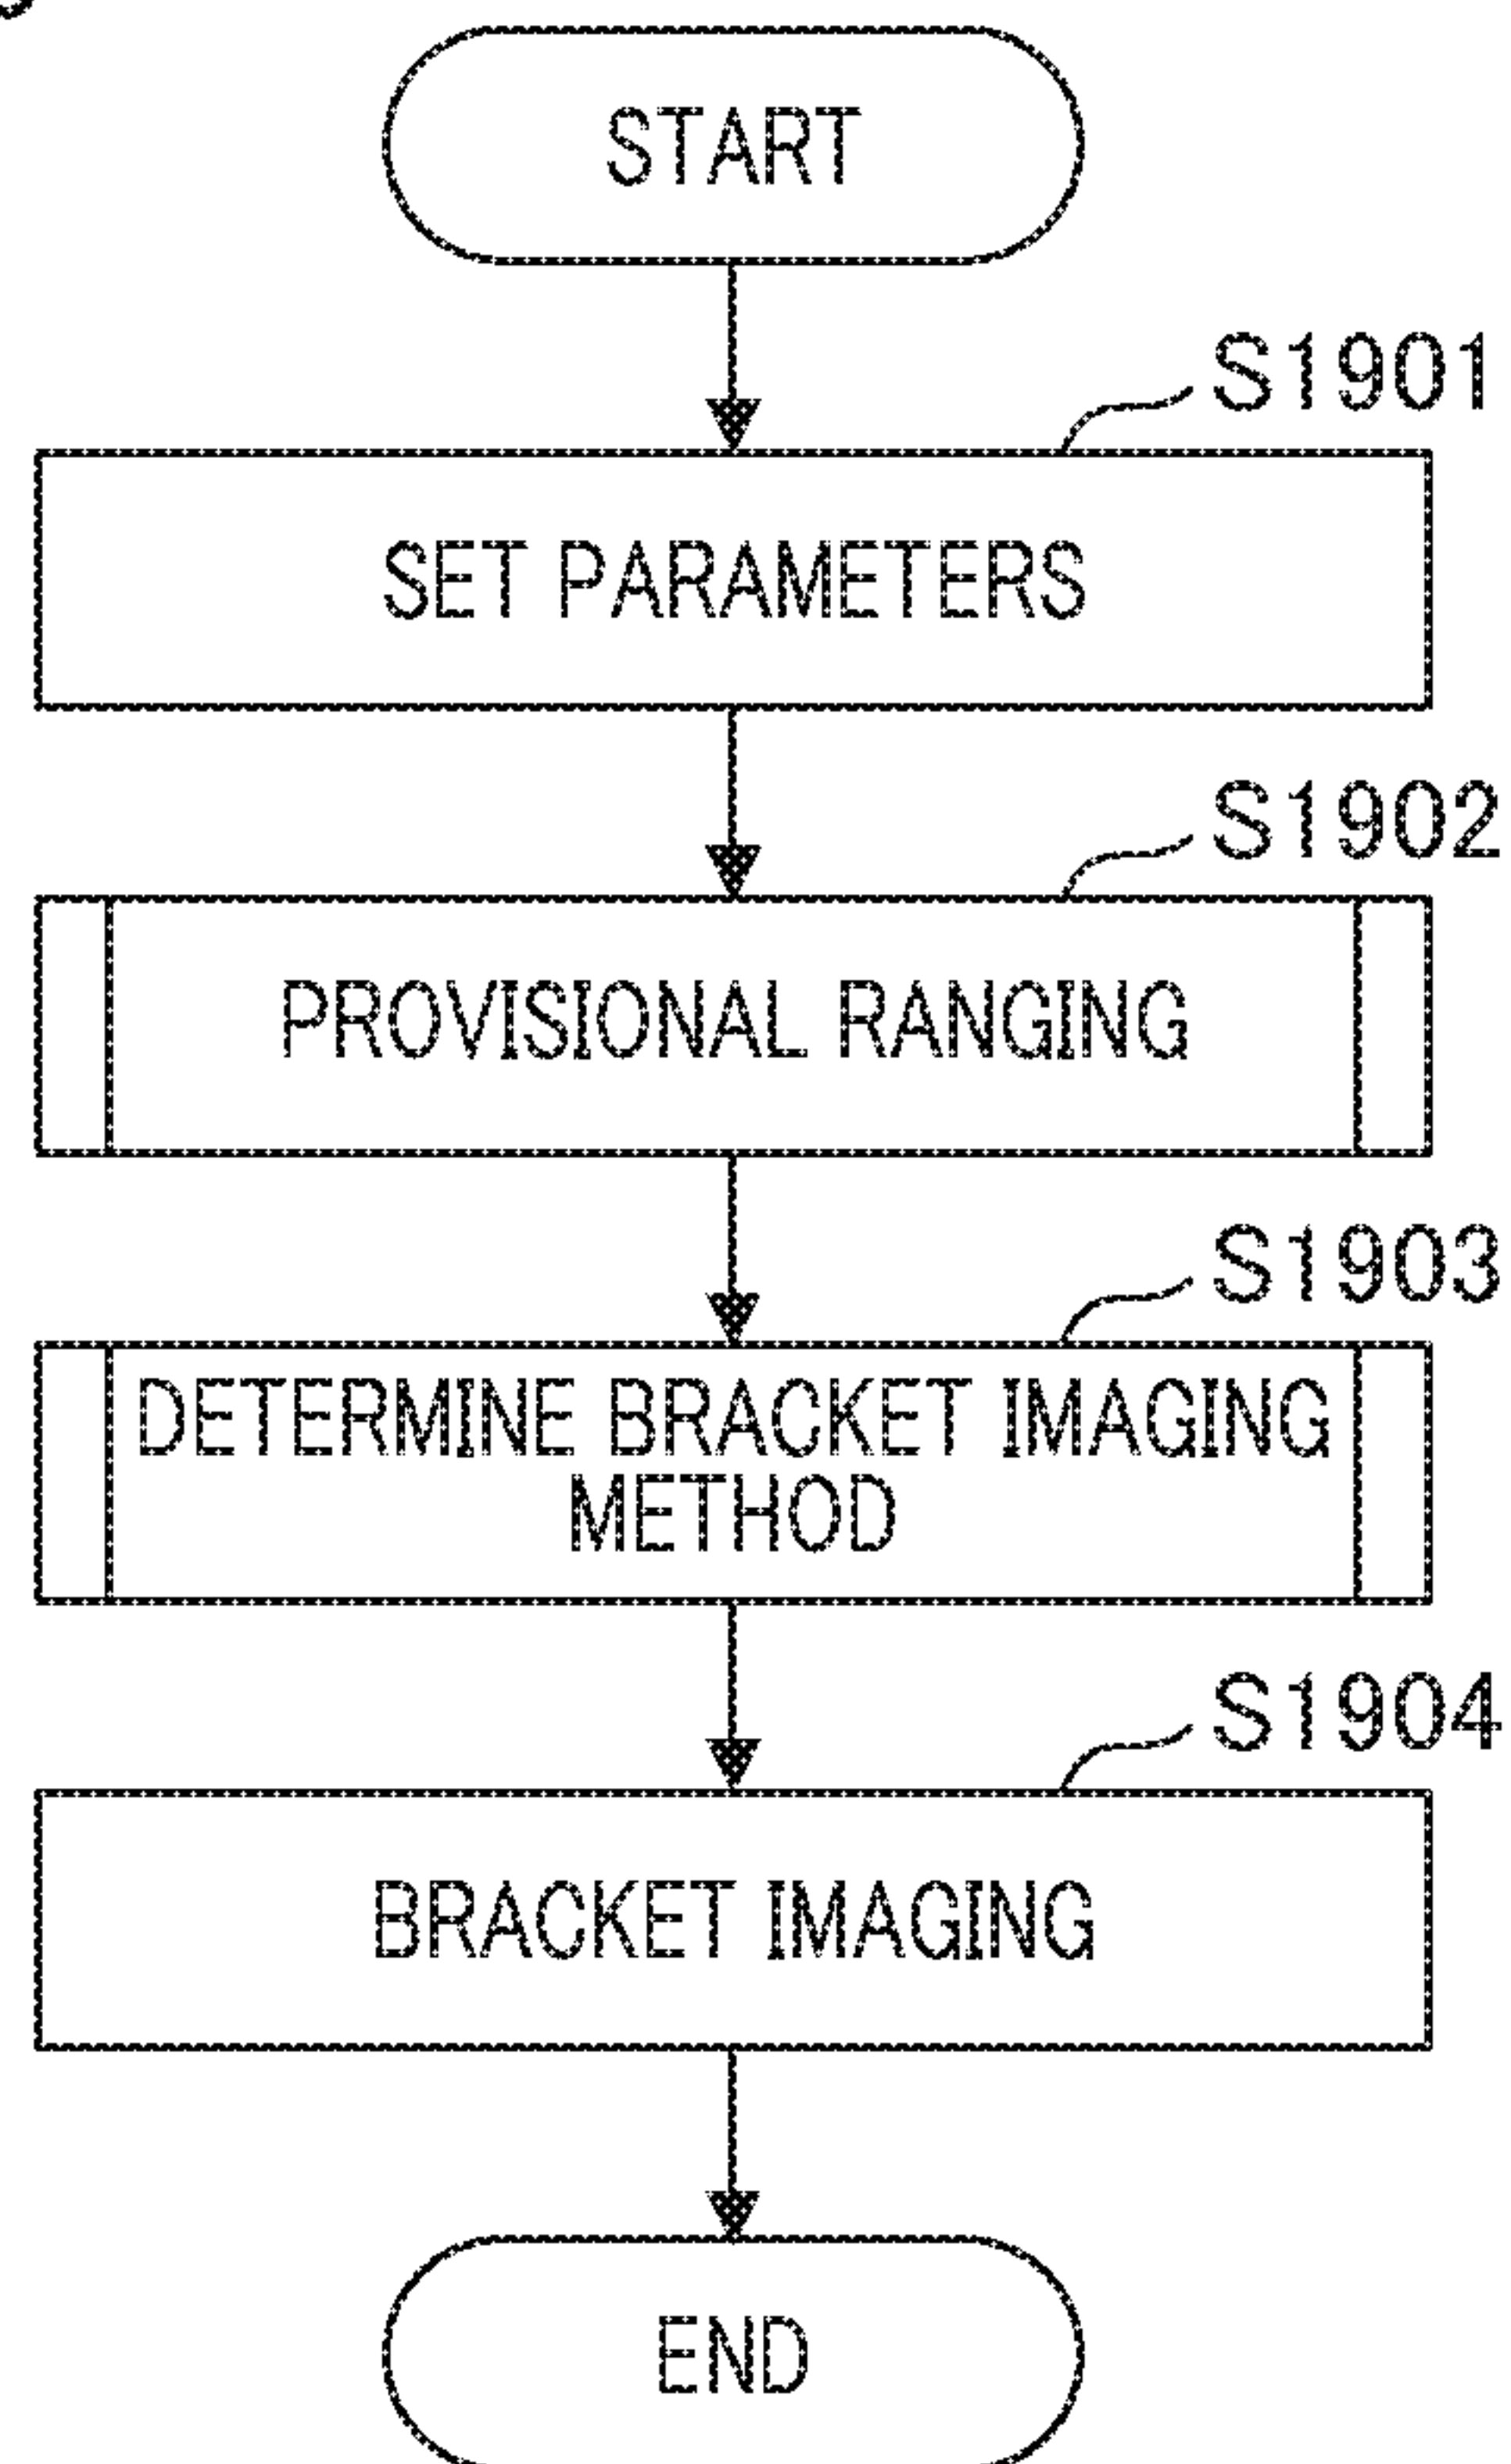 START
S1901
SET PARAMETERS
S1902
PROVISIONAL RANGING
S1903
DETERMINE BRACKET IMAGING
METHOD
S1904
BRACKET IMAGING
END